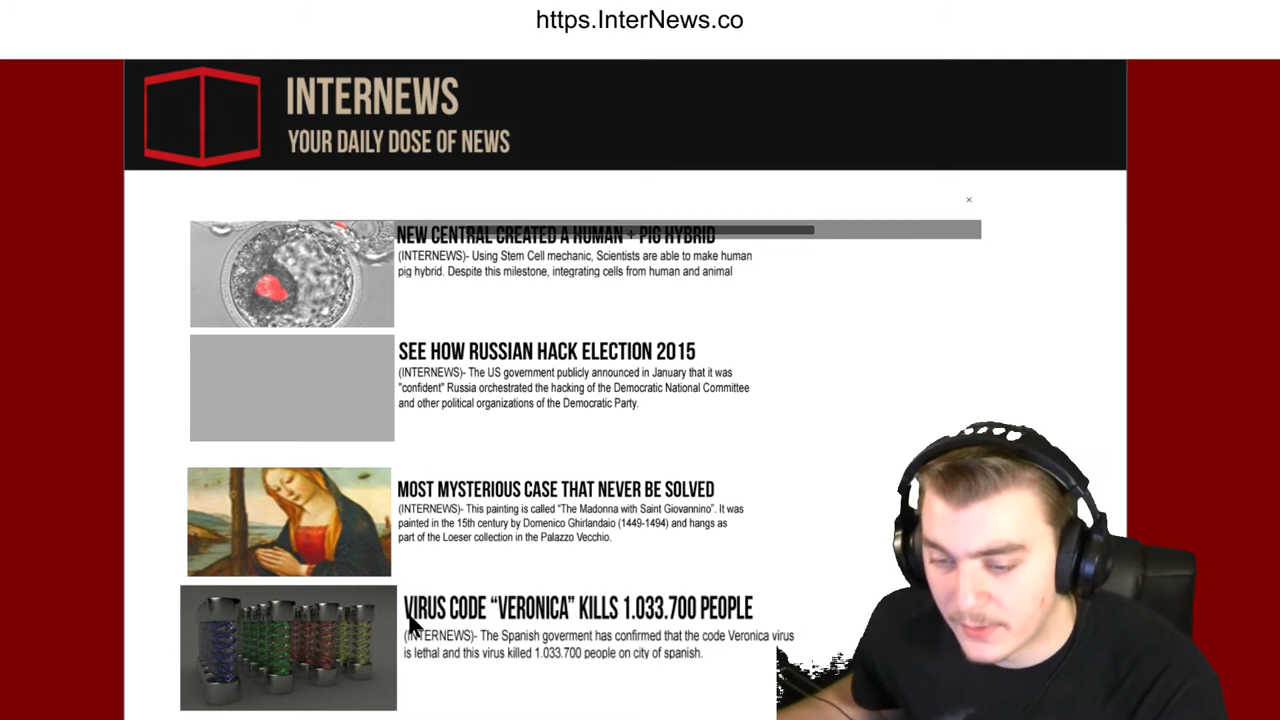 https.InterNews.co
INTERNEWS
YOUR DAILY DOSE OF NEWS
×
NEW CENTRAL CREATED A HUMAN + PIG HYBRID
(INTERNEWS)- Using Stem Cell mechanic, Scientists are able to make human
pig hybrid. Despite this milestone, integrating cells from human and animal
SEE HOW RUSSIAN HACK ELECTION 2015
(INTERNEWS)- The US government publicly announced in January that it was
"confident" Russia orchestrated the hacking of the Democratic National Committee
and other political organizations of the Democratic Party.
MOST MYSTERIOUS CASE THAT NEVER BE SOLVED
(INTERNEWS)- This painting is called “The Madonna with Saint Giovannino”. It was
painted in the 15th century by Domenico Ghirlandaio (1449-1494) and hangs as
part of the Loeser collection in the Palazzo Vecchio.
VIRUS CODE “VERONICA” KILLS 1.033.700 PEOPLE
(INTERNEWS)- The Spanish goverment has confirmed that the code Veronica virus
is lethal and this virus killed 1.033.700 people on city of spanish.